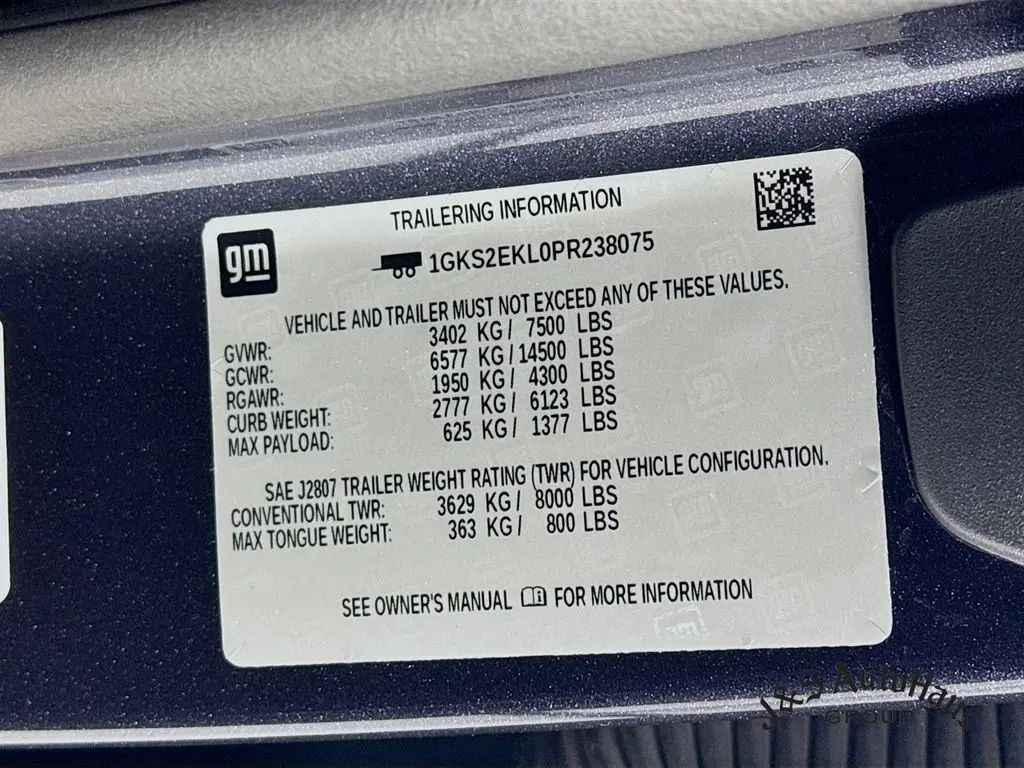 TRAILERING INFORMATION
gm
1GKS2EKL0PR238075
VEHICLE AND TRAILER MUST NOT EXCEED ANY OF THESE VALUES.
GVWR: 3402 KG / 7500 LBS
GCWR: 6577 KG / 14500 LBS
RGAWR: 1950 KG / 4300 LBS
CURB WEIGHT: 2777 KG / 6123 LBS
MAX PAYLOAD: 625 KG / 1377 LBS
SAE J2807 TRAILER WEIGHT RATING (TWR) FOR VEHICLE CONFIGURATION.
CONVENTIONAL TWR: 3629 KG / 8000 LBS
MAX TONGUE WEIGHT: 363 KG / 800 LBS
SEE OWNER'S MANUAL FOR MORE INFORMATION
gm
J&S AutoHaus
GROUP